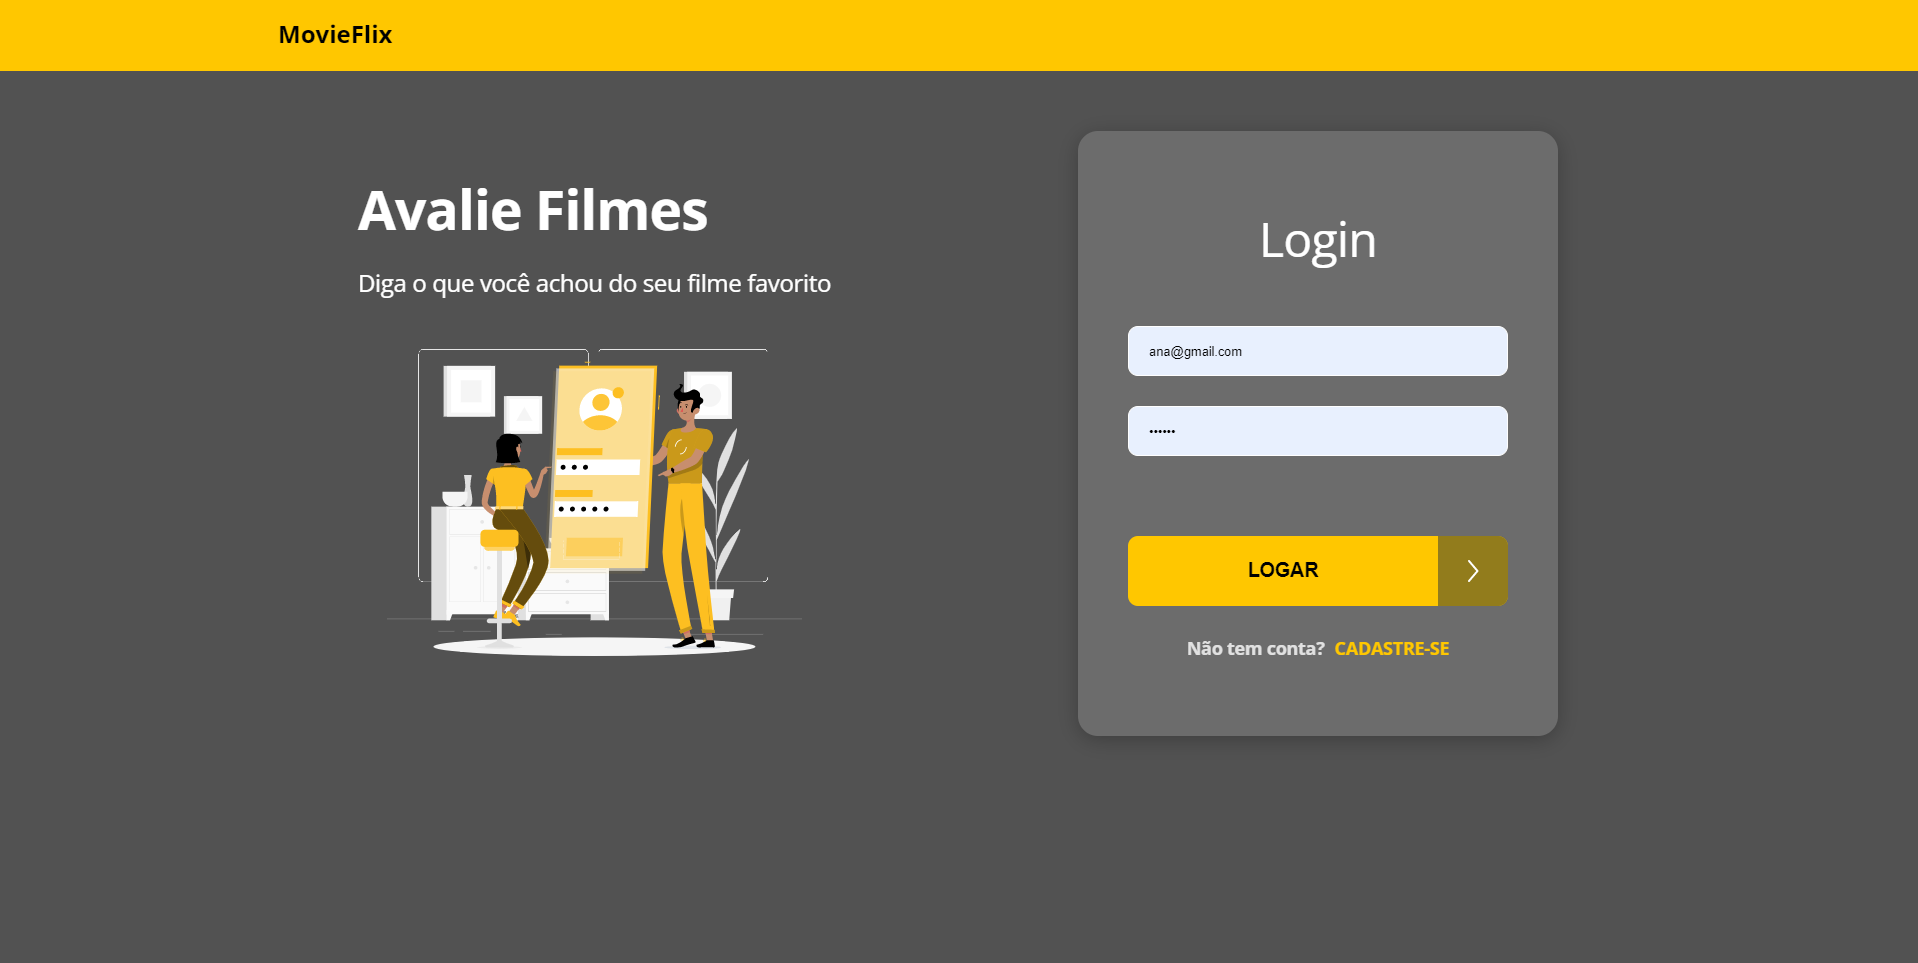 MovieFlix
Avalie Filmes
Diga o que você achou do seu filme favorito
Login
ana@gmail.com
••••••
LOGAR
Não tem conta? CADASTRE-SE